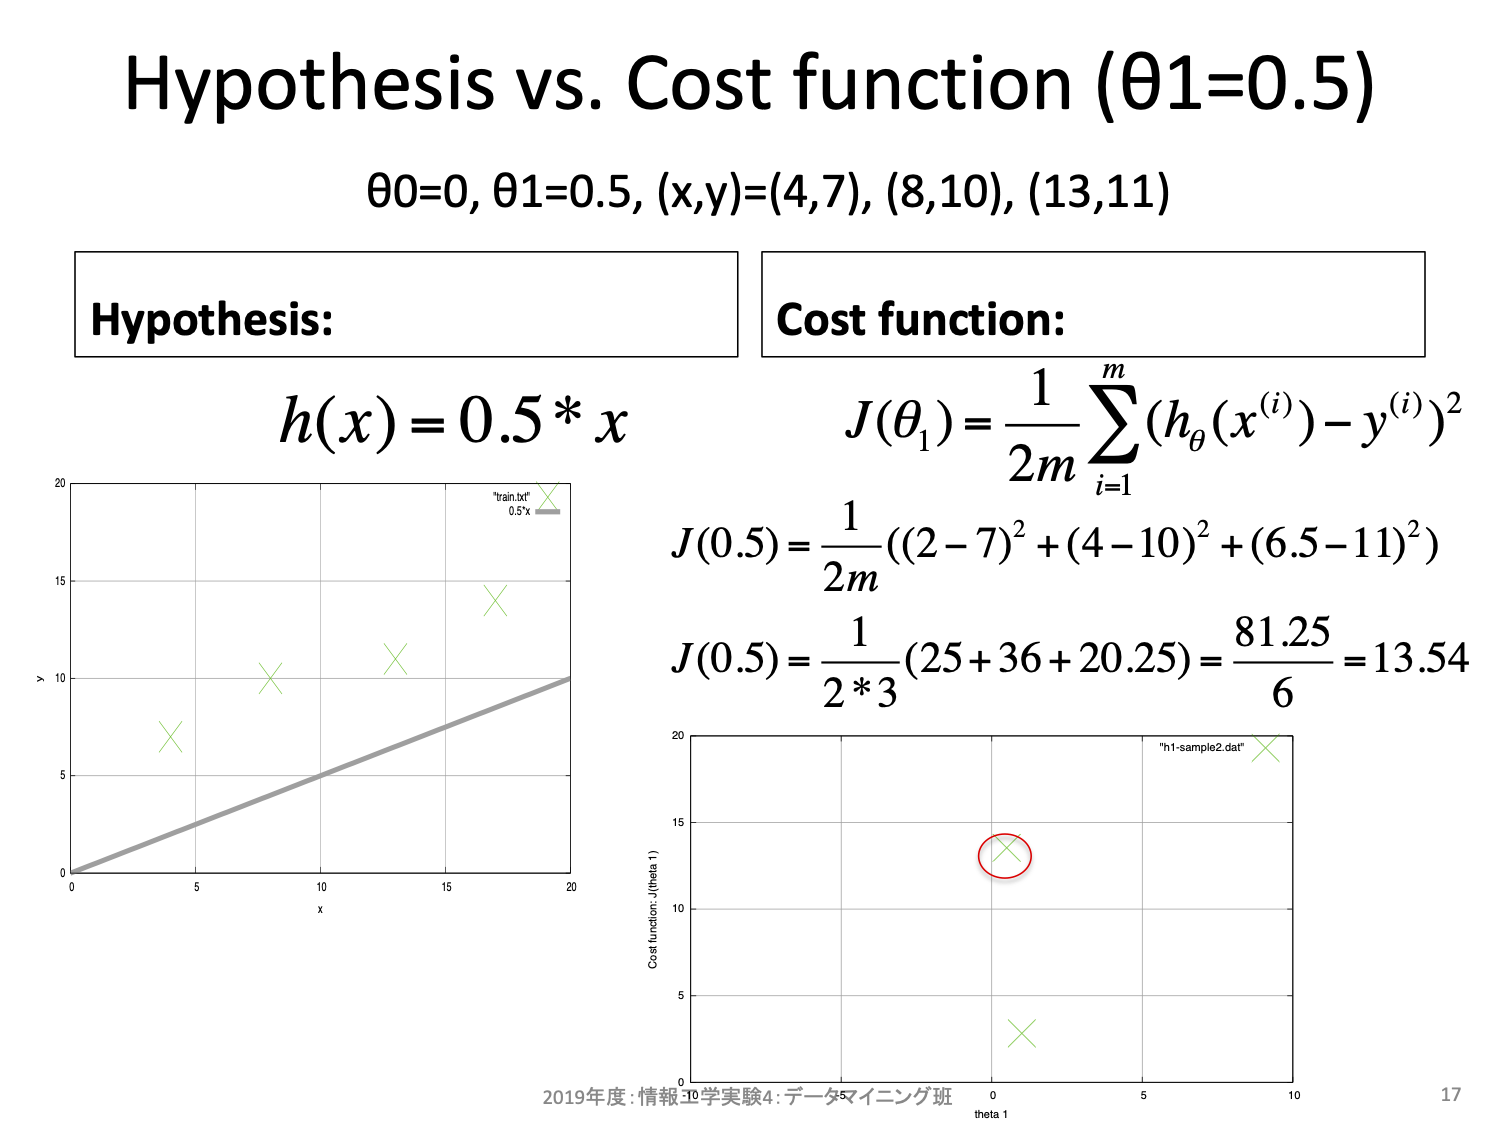 Hypothesis vs. Cost function (θ1=0.5)
θ0=0, θ1=0.5, (x,y)=(4,7), (8,10), (13,11)
Hypothesis:
h(x) = 0.5 * x
20
15
10
5
0
y
"train.txt"
0.5*x
0 5 10 15 20
x
Cost function:
J(θ₁) = \frac{1}{2m} \sum_{i=1}^{m} (h_θ(x^{(i)}) − y^{(i)})^2
J(0.5) = \frac{1}{2m}((2−7)^2 + (4−10)^2 + (6.5−11)^2)
J(0.5) = \frac{1}{2*3}(25+36+20.25) = \frac{81.25}{6} = 13.54
20
15
10
5
0
Cost function: J(theta 1)
"h1-sample2.dat"
-10 -5 0 5 10
theta 1
2019年度：情報工学実験4：データマイニング班
17